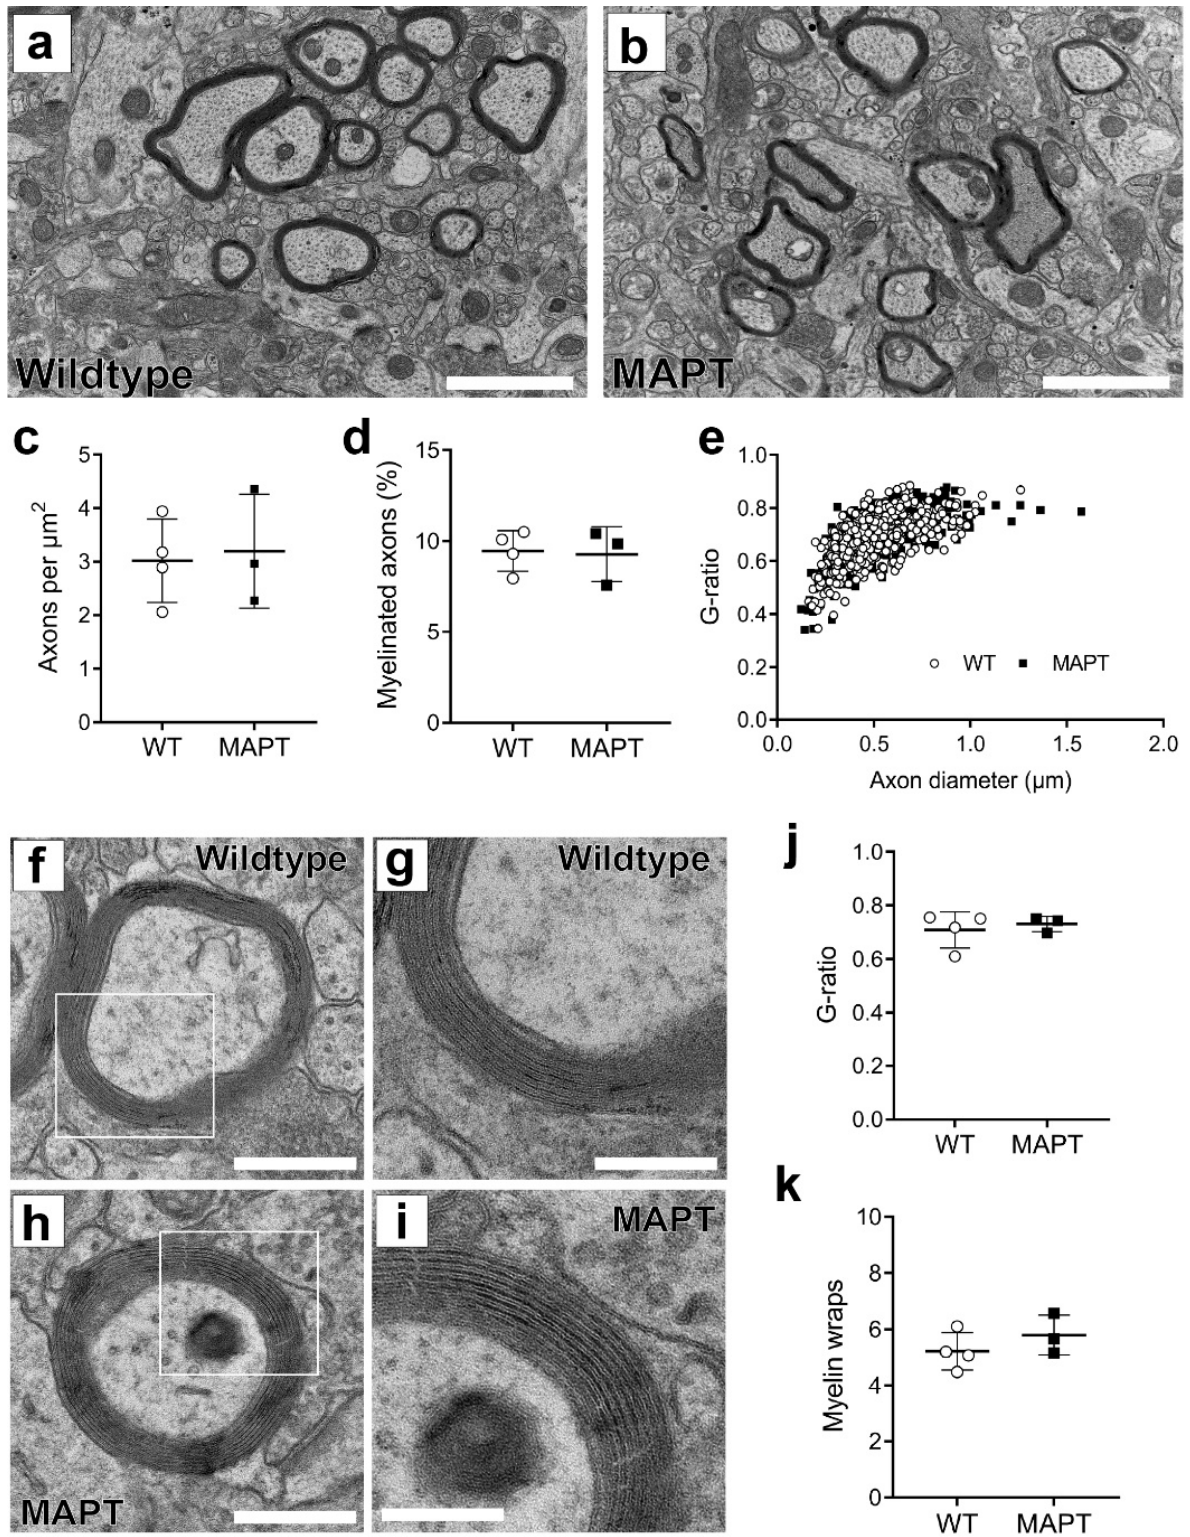 a
b
Wildtype
MAPT
c
d
e
Axons per µm²
5
4
3
2
1
0
WT
MAPT
Myelinated axons (%)
15
10
5
0
WT
MAPT
G-ratio
1.0
0.8
0.6
0.4
0.2
0.0
WT
MAPT
0.0
0.5
1.0
1.5
2.0
Axon diameter (µm)
f
Wildtype
g
Wildtype
j
G-ratio
1.0
0.8
0.6
0.4
0.2
0.0
WT
MAPT
h
MAPT
i
MAPT
k
Myelin wraps
10
8
6
4
2
0
WT
MAPT